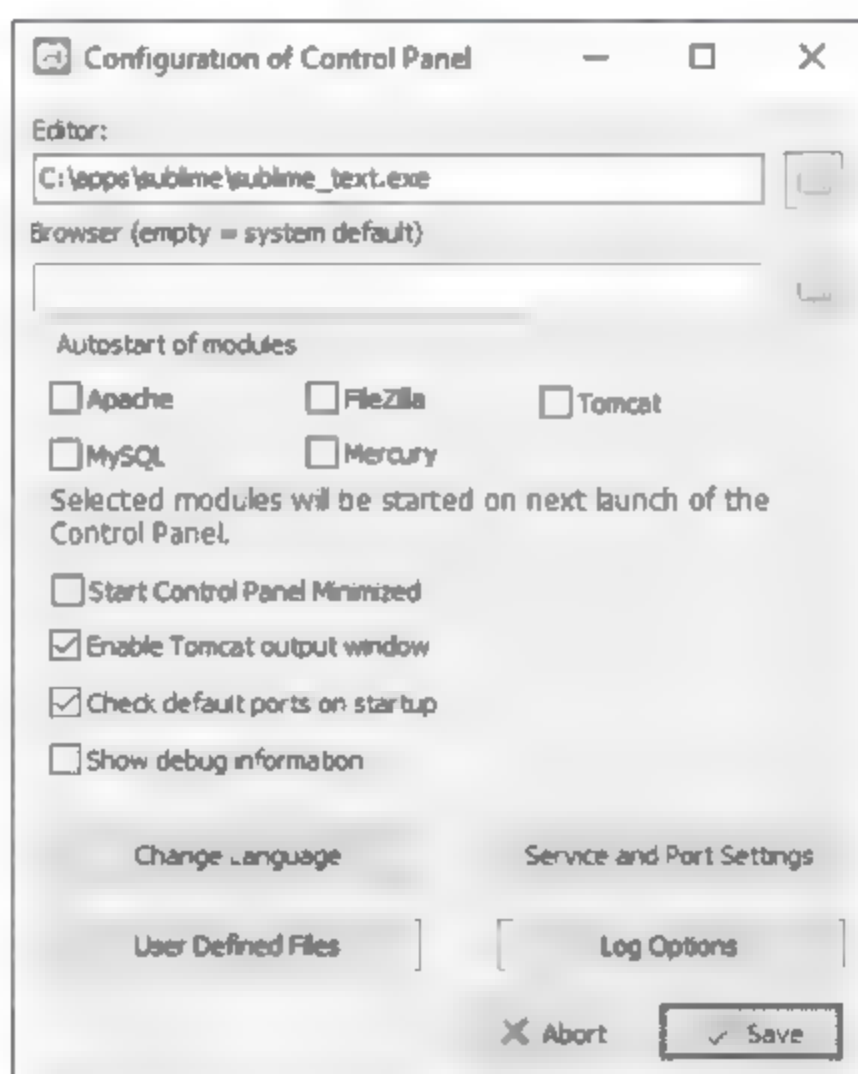 Configuration of Control Panel
Editor:
C:\apps\sublime\sublime_text.exe
Browser (empty = system default)
Autostart of modules
Apache FileZilla Tomcat
MySQL Mercury
Selected modules will be started on next launch of the
Control Panel.
Start Control Panel Minimized
Enable Tomcat output window
Check default ports on startup
Show debug information
Change Language Service and Port Settings
User Defined Files Log Options
Abort Save